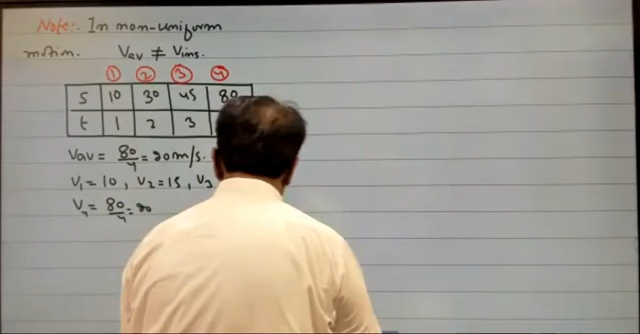 Note:- In non-uniform
motion. Vav ≠ Vins.
① ② ③ ④
S 10 30 45 80
t 1 2 3
Vav = 80/4 = 20m/s.
V₁ = 10 , V₂ = 15 , V₃
V₄ = 80/4 = 20